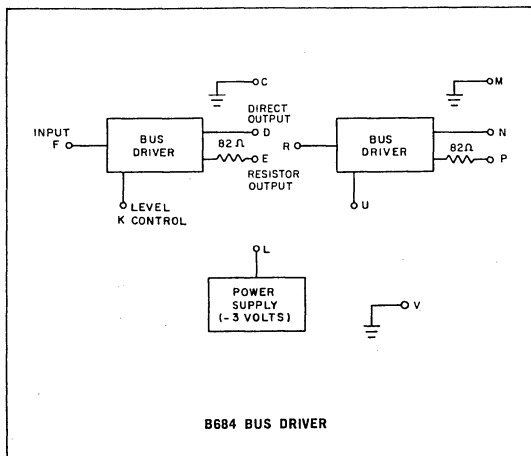 C
M
DIRECT
OUTPUT
INPUT
F
BUS
DRIVER
D
82Ω
E
RESISTOR
OUTPUT
R
BUS
DRIVER
N
82Ω
P
LEVEL
K CONTROL
U
L
POWER
SUPPLY
(-3 VOLTS)
V
B684 BUS DRIVER